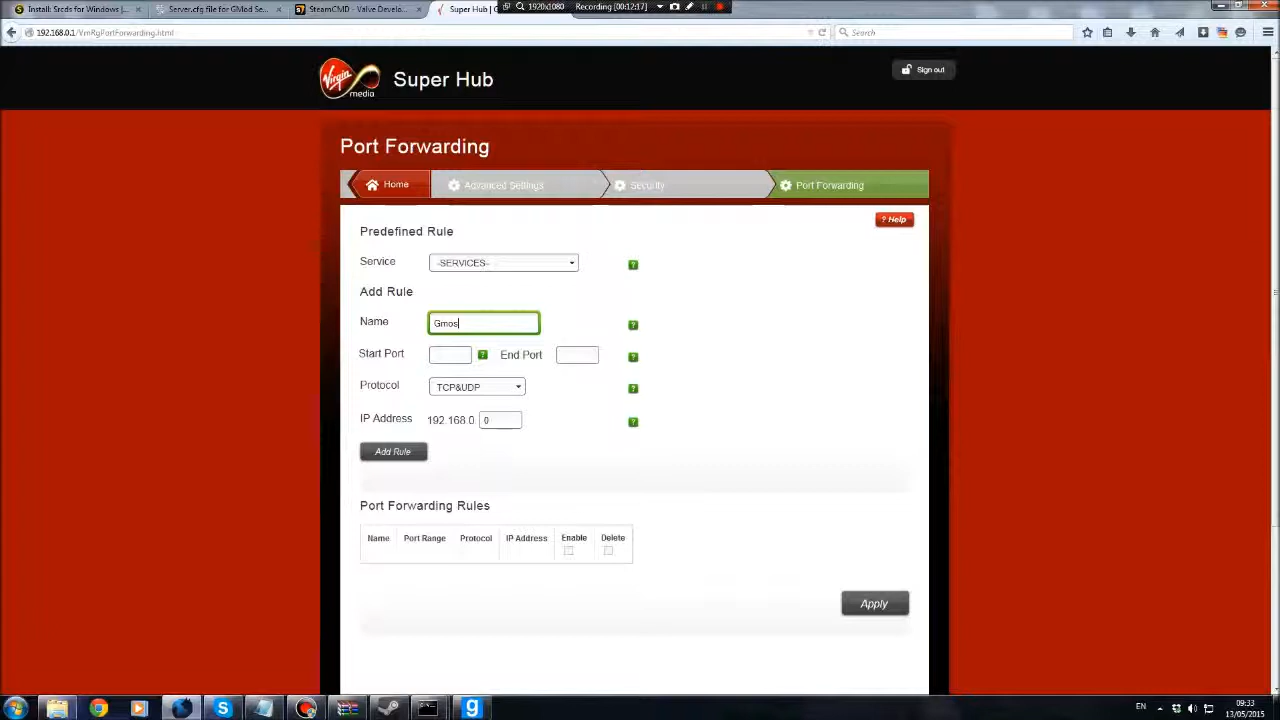 Install: Srcds for Windows |
Server.cfg file for GMod Se...
SteamCMD - Valve Develo...
Super Hub |
1920x1080
Recording [00:12:17]
192.168.0.1/VmRgPortForwarding.html
Search
Virgin media
Super Hub
Sign out
Port Forwarding
Home
Advanced Settings
Security
Port Forwarding
? Help
Predefined Rule
Service
-SERVICES-
?
Add Rule
Name
Gmos
?
Start Port
?
End Port
?
Protocol
TCP&UDP
?
IP Address
192.168.0.
0
?
Add Rule
Port Forwarding Rules
Name Port Range Protocol IP Address Enable Delete
Apply
EN
09:33
13/05/2015